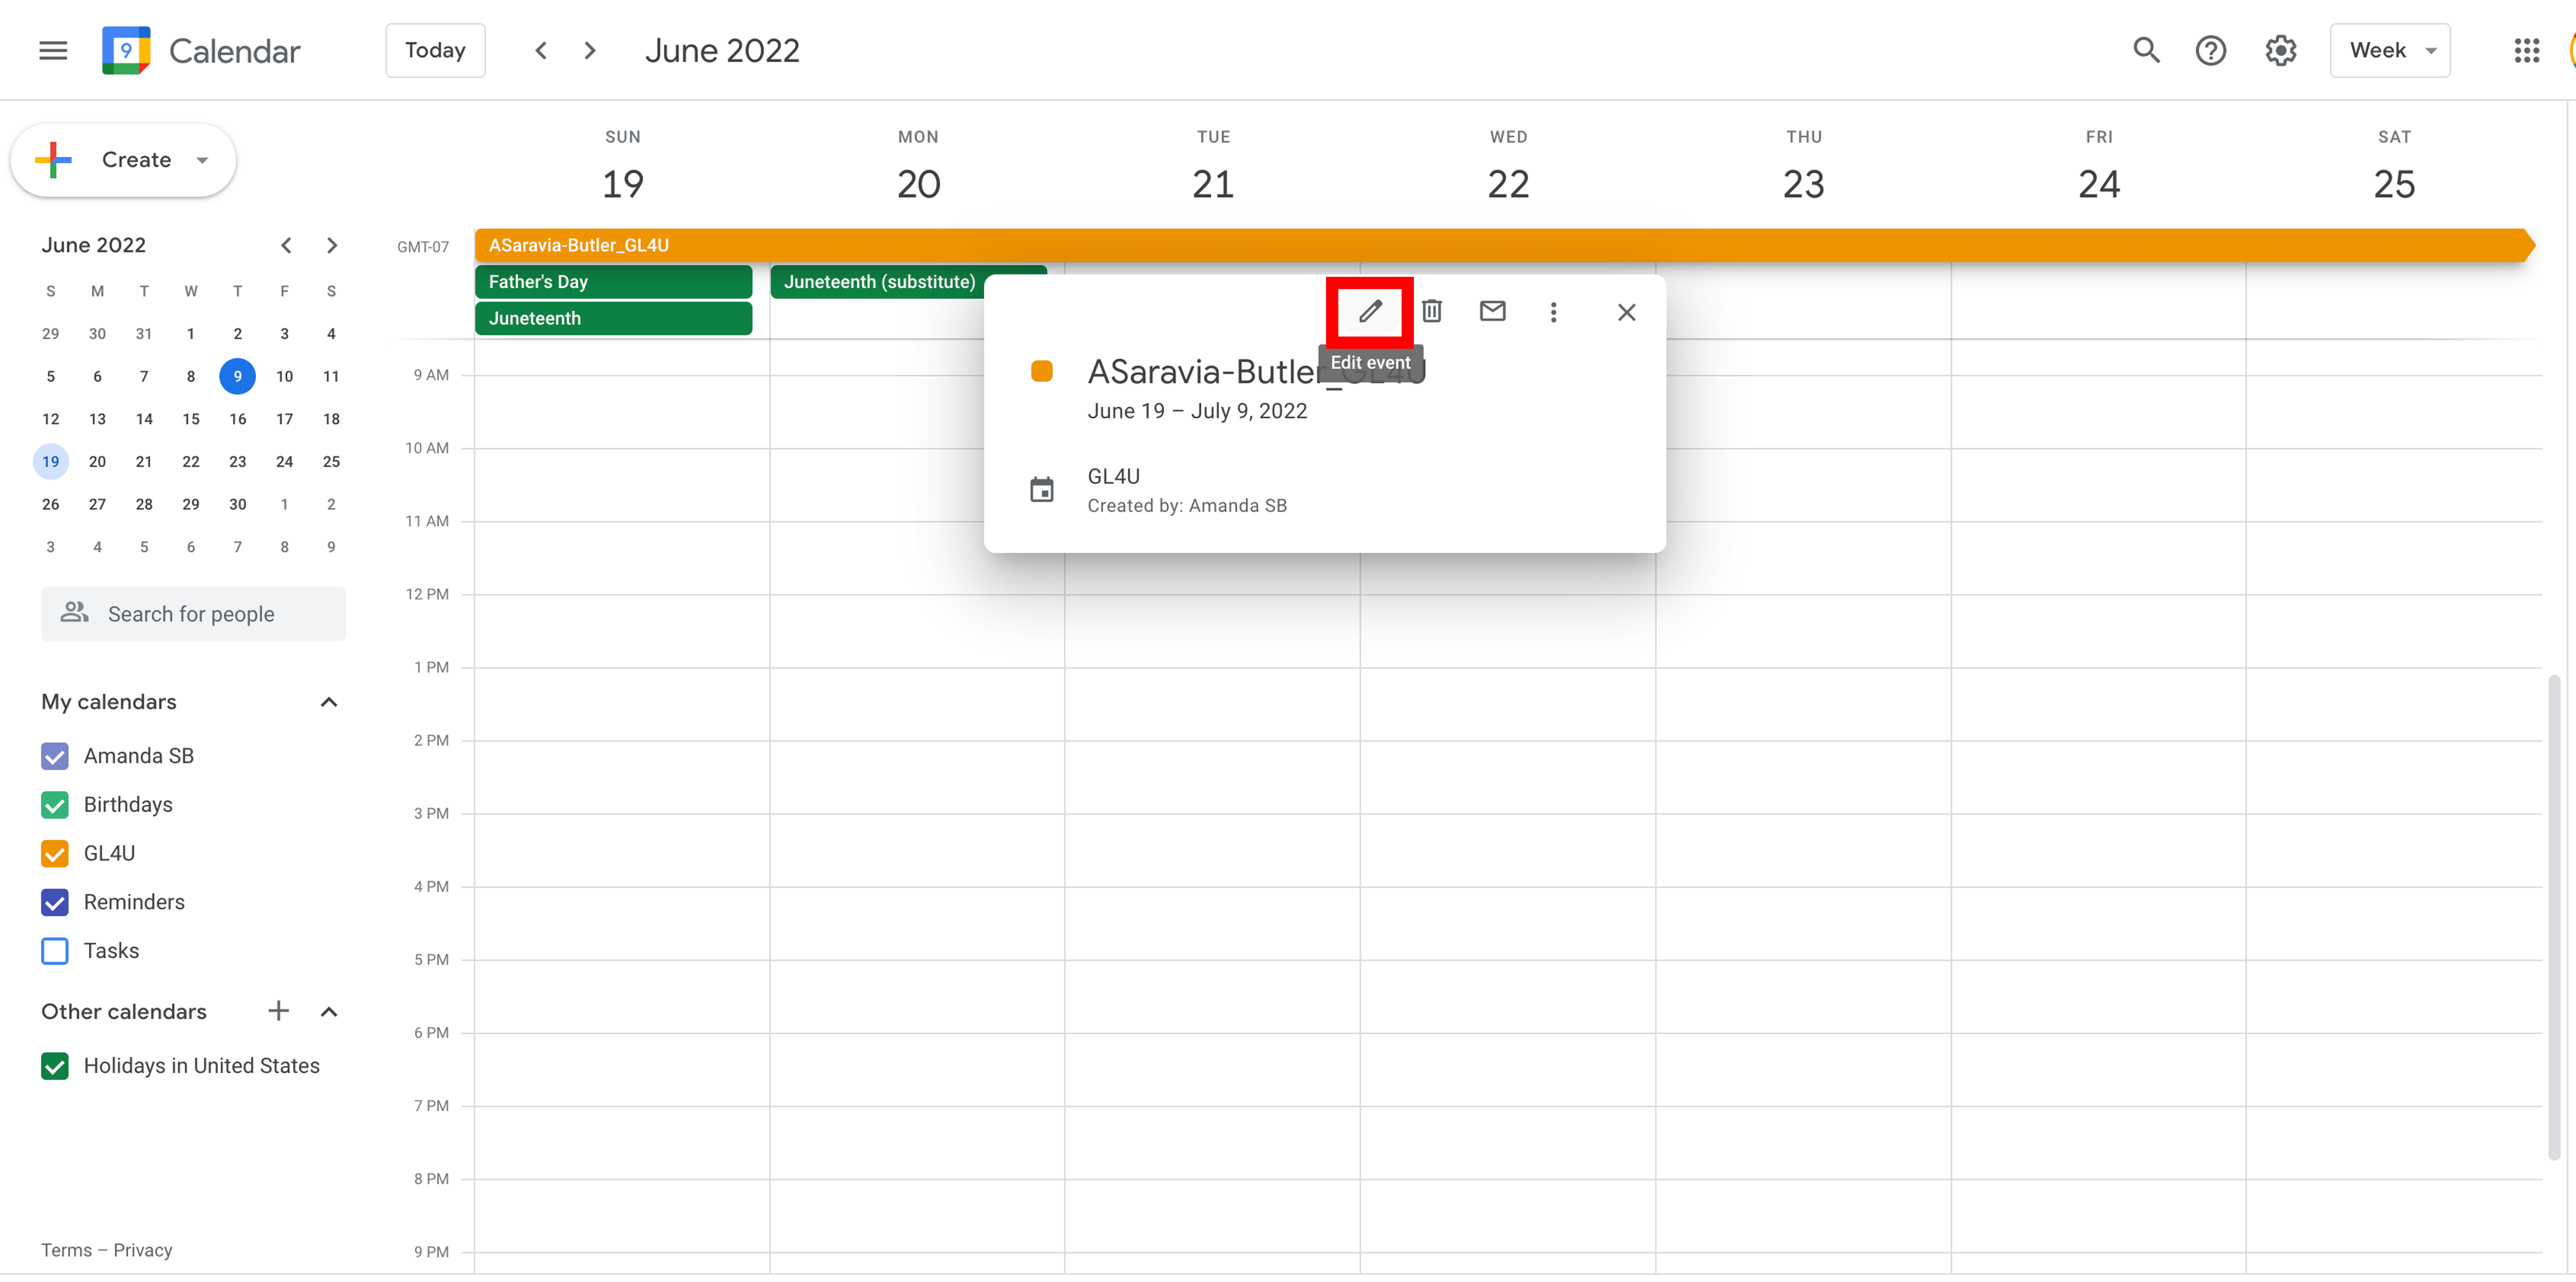 9 Calendar Today June 2022 Week
Create
SUN MON TUE WED THU FRI SAT
19 20 21 22 23 24 25
June 2022
S M T W T F S
29 30 31 1 2 3 4
5 6 7 8 9 10 11
12 13 14 15 16 17 18
19 20 21 22 23 24 25
26 27 28 29 30 1 2
3 4 5 6 7 8 9
Search for people
My calendars
Amanda SB
Birthdays
GL4U
Reminders
Tasks
Other calendars
Holidays in United States
Terms – Privacy
GMT-07
ASaravia-Butler_GL4U
Father's Day
Juneteenth (substitute)
Juneteenth
Edit event
ASaravia-Butler_GL4U
June 19 – July 9, 2022
GL4U
Created by: Amanda SB
9 AM
10 AM
11 AM
12 PM
1 PM
2 PM
3 PM
4 PM
5 PM
6 PM
7 PM
8 PM
9 PM